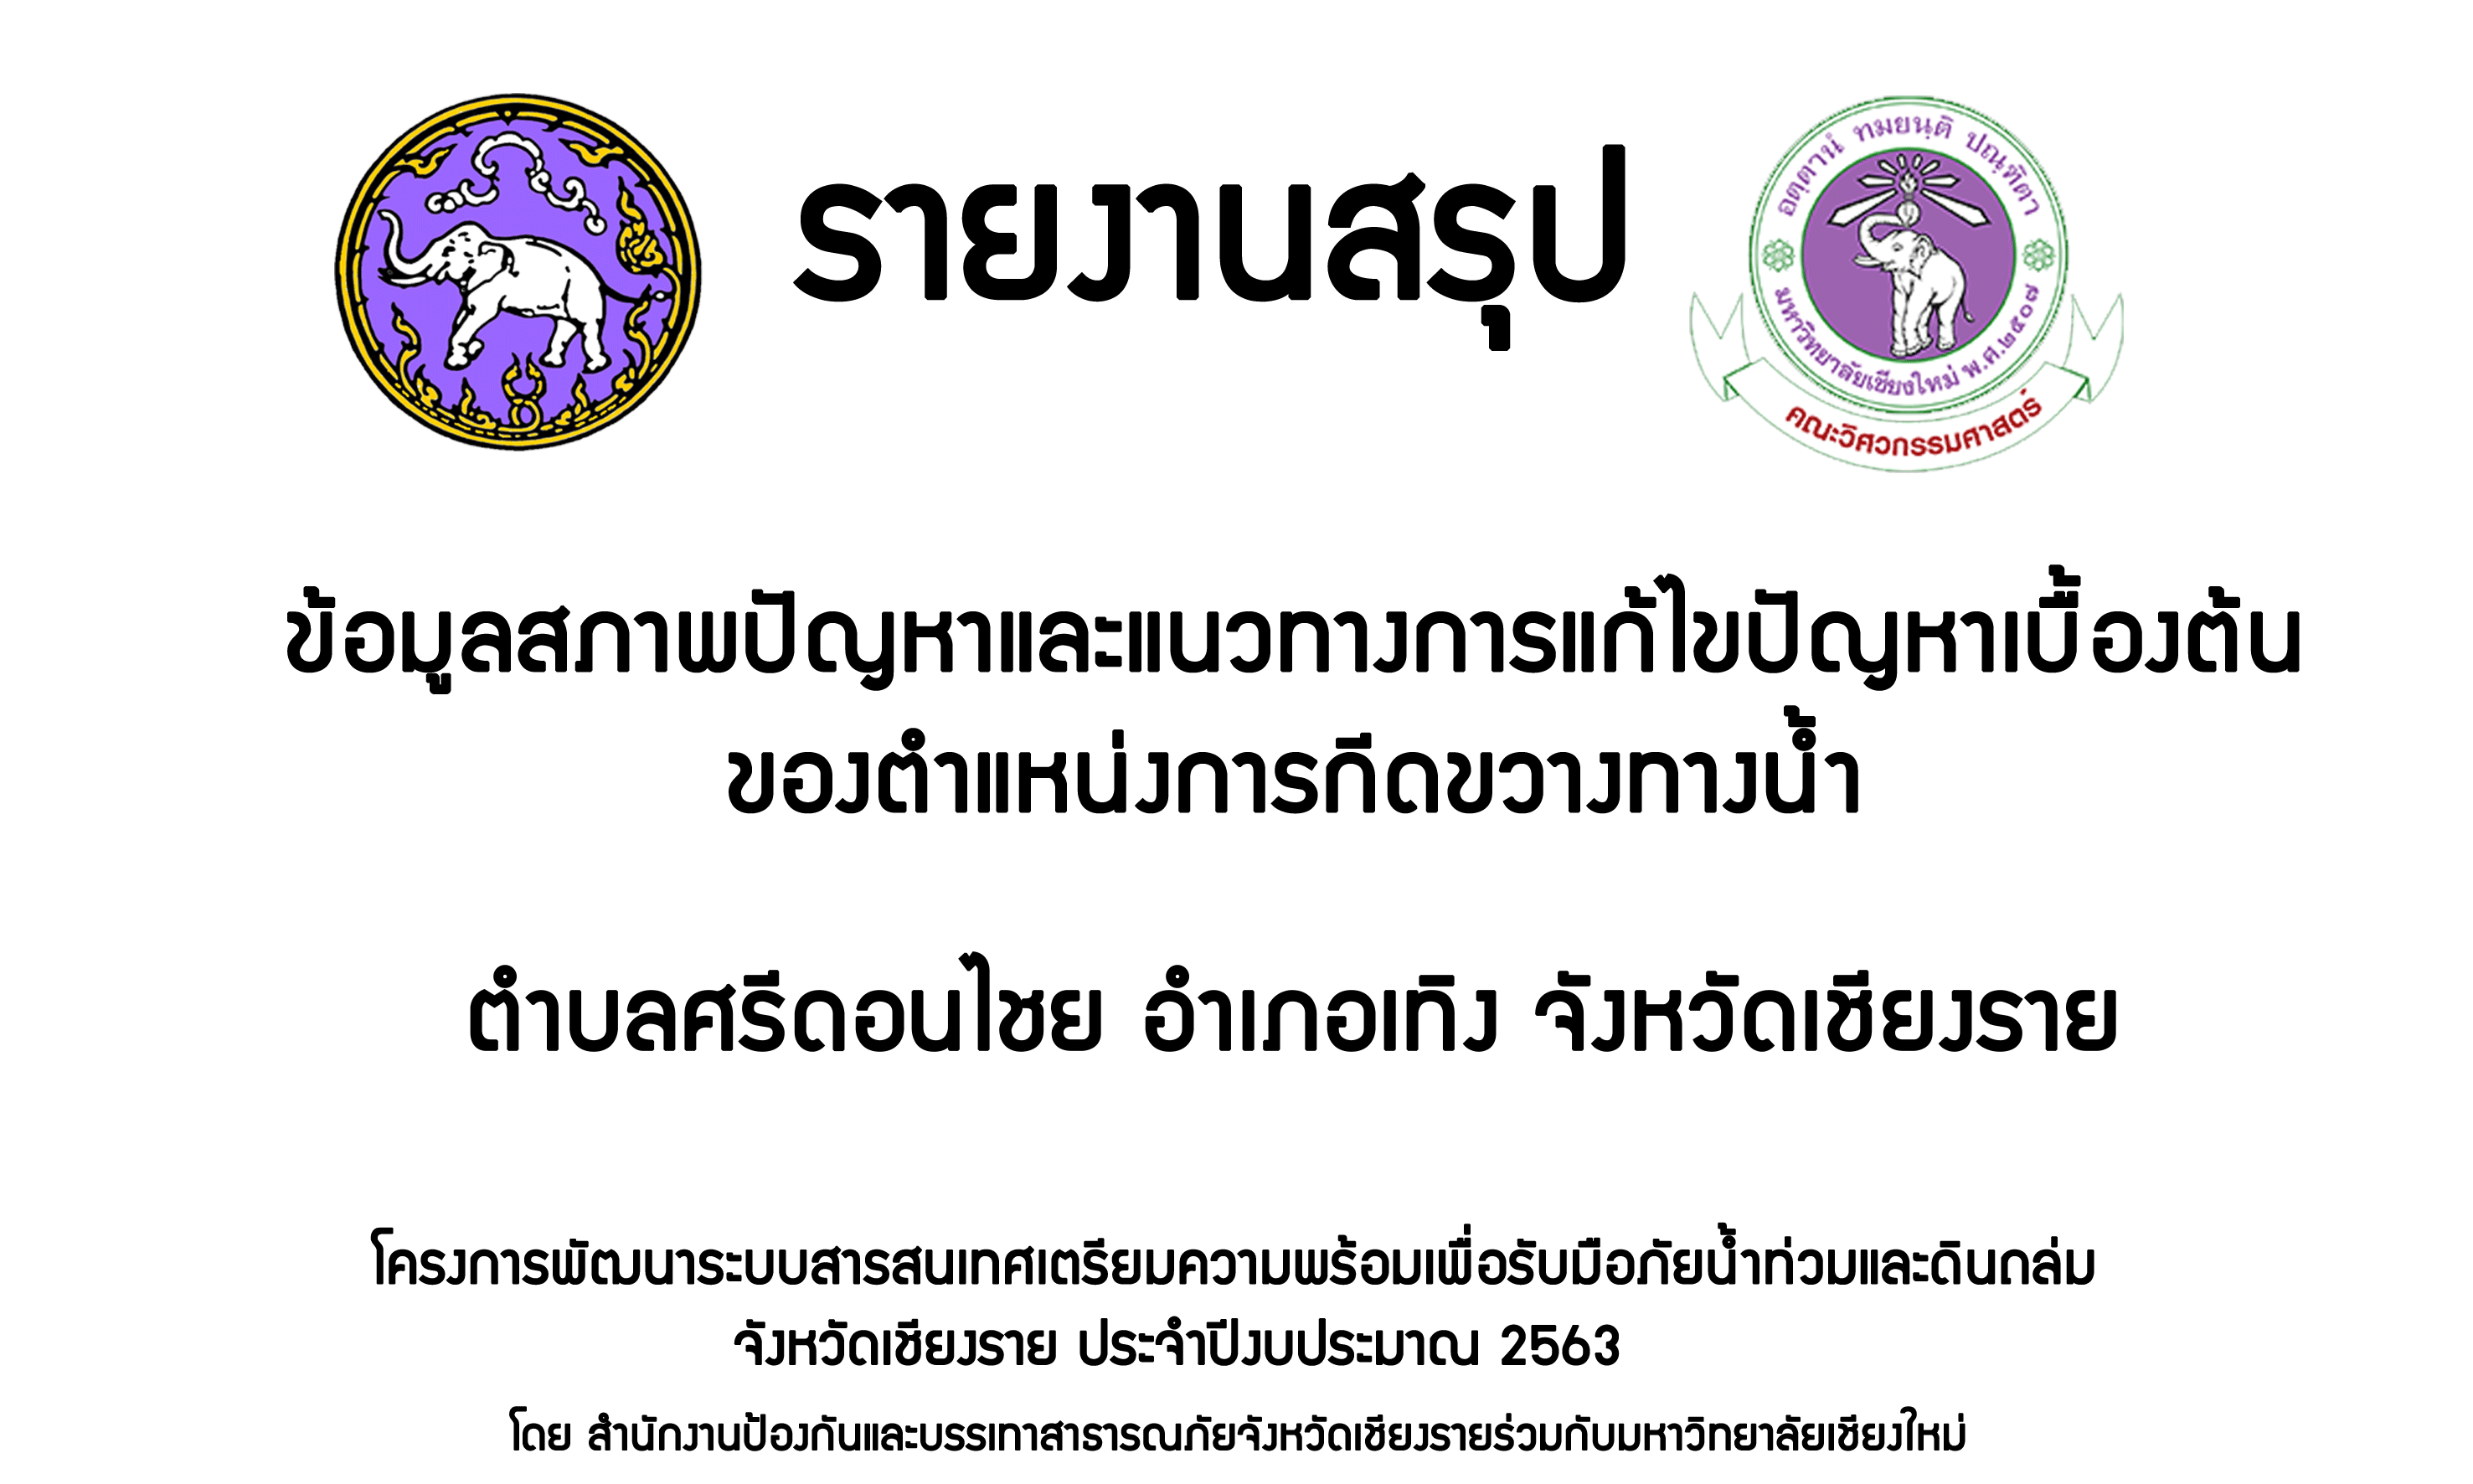 รายงานสรุป
อตฺตานํ ทมยนฺติ ปณฺฑิตา
มหาวิทยาลัยเชียงใหม่ พ.ศ.๒๕๐๗
คณะวิศวกรรมศาสตร์
ข้อมูลสภาพปัญหาและแนวทางการแก้ไขปัญหาเบื้องต้น
ของตำแหน่งการกีดขวางทางน้ำ
ตำบลศรีดอนไชย อำเภอเทิง จังหวัดเชียงราย
โครงการพัฒนาระบบสารสนเทศเตรียมความพร้อมเพื่อรับมือภัยน้ำท่วมและดินถล่ม
จังหวัดเชียงราย ประจำปีงบประมาณ 2563
โดย สำนักงานป้องกันและบรรเทาสาธารณภัยจังหวัดเชียงรายร่วมกับมหาวิทยาลัยเชียงใหม่